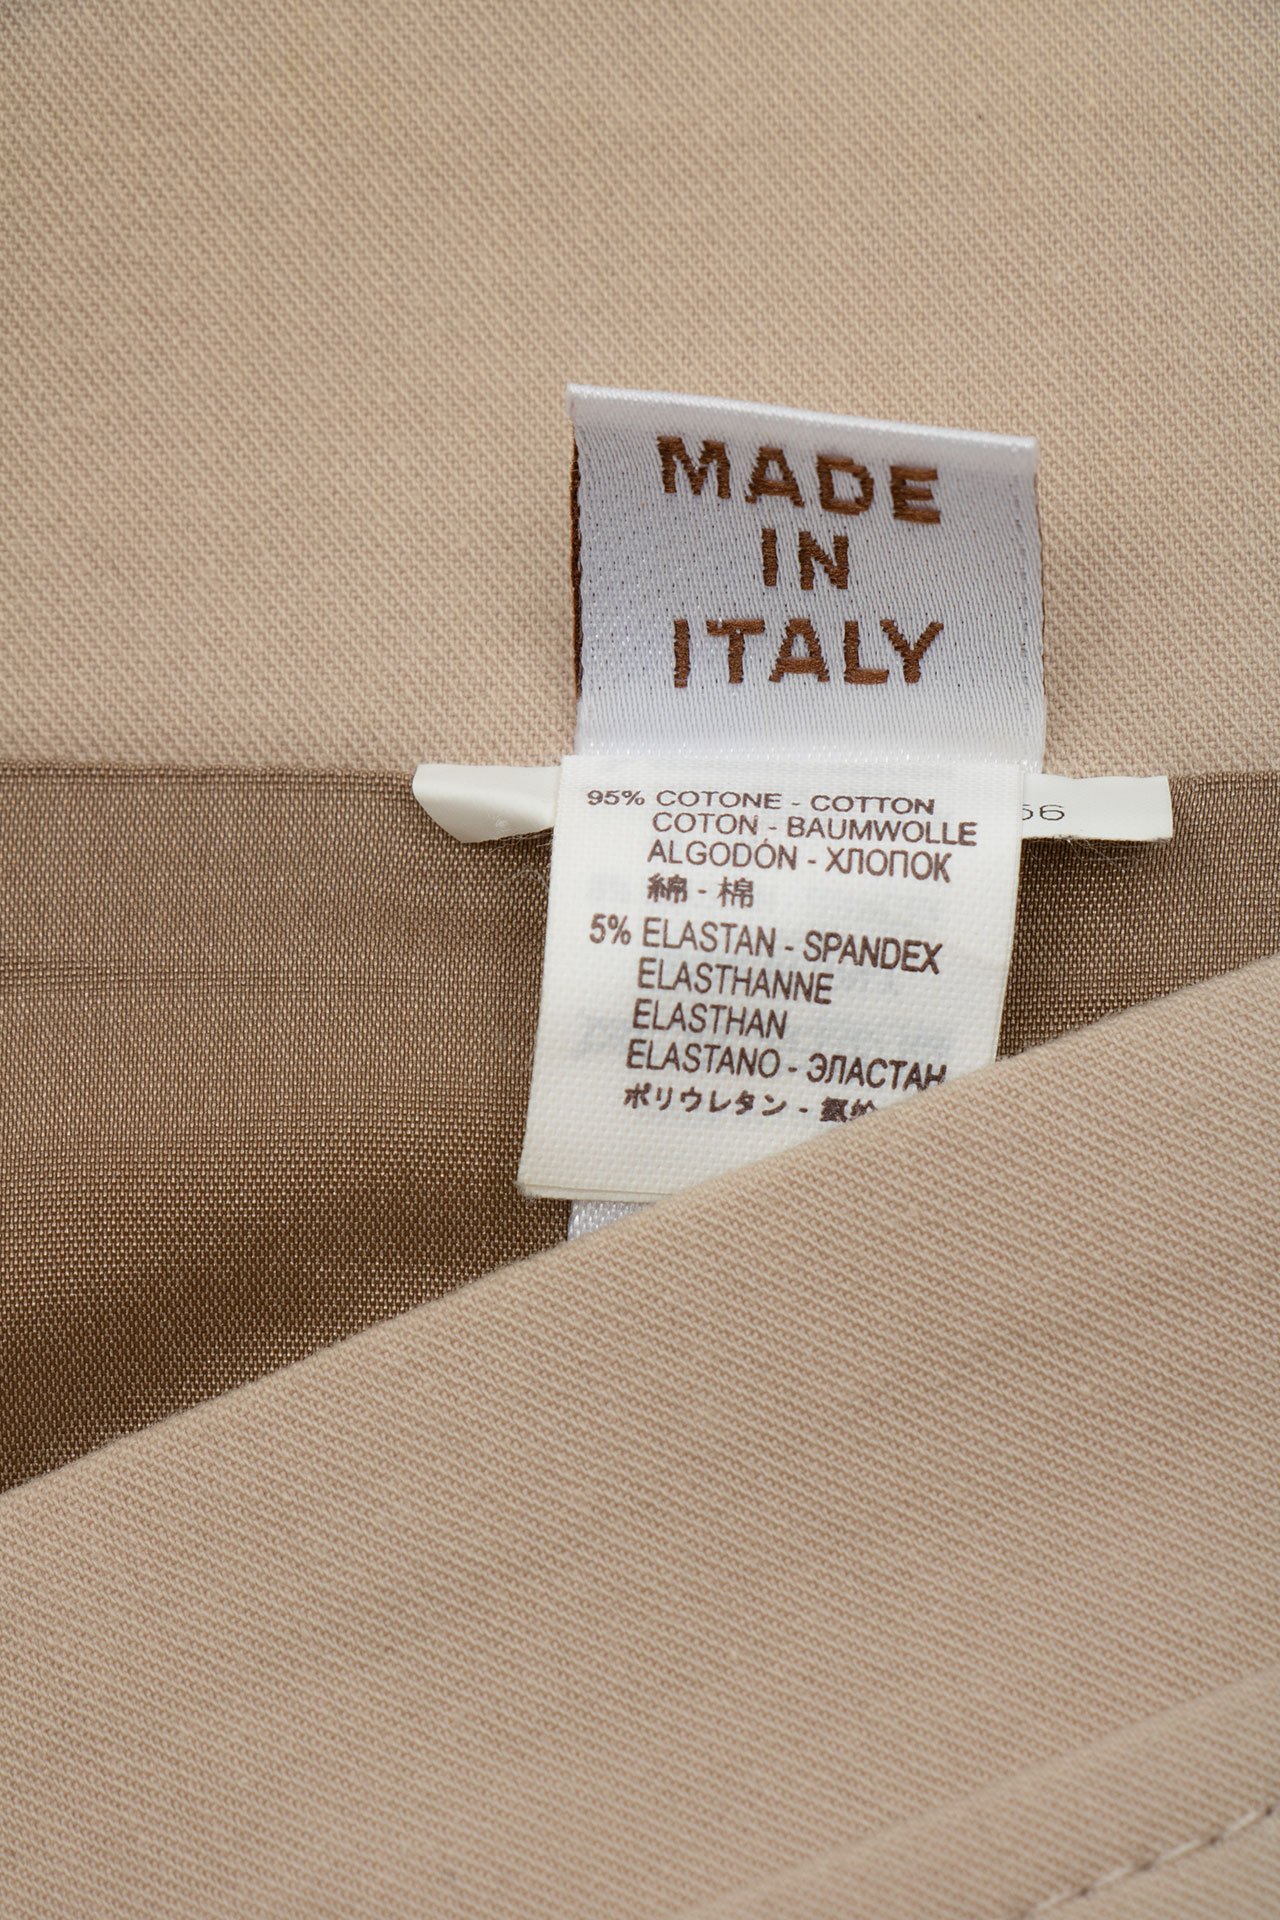 MADE
IN
ITALY
95% COTONE - COTTON
COTON - BAUMWOLLE
ALGODÓN - ХЛОПОК
綿 - 棉
5% ELASTAN - SPANDEX
ELASTHANNE
ELASTHAN
ELASTANO - ЭЛАСТАН
ポリウレタン -